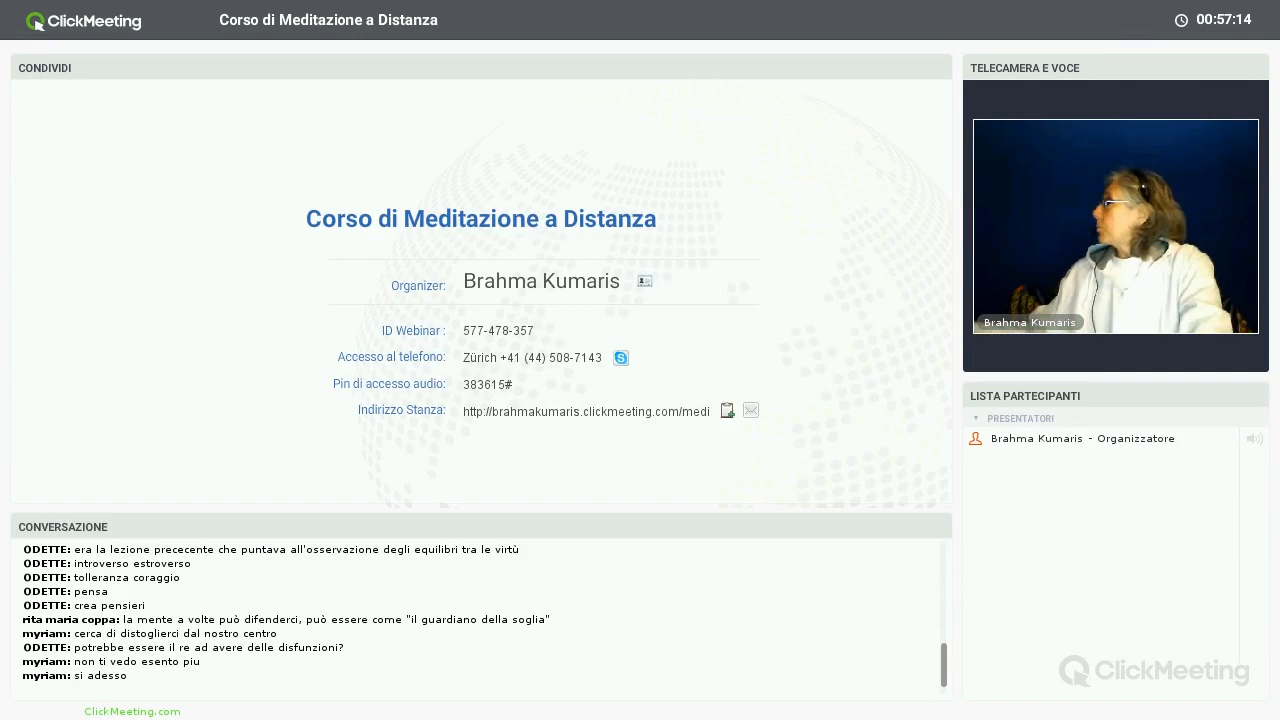 ClickMeeting
Corso di Meditazione a Distanza
00:57:14
CONDIVIDI
Corso di Meditazione a Distanza
Organizer: Brahma Kumaris
ID Webinar : 577-478-357
Accesso al telefono: Zürich +41 (44) 508-7143
Pin di accesso audio: 383615#
Indirizzo Stanza: http://brahmakumaris.clickmeeting.com/medi
TELECAMERA E VOCE
Brahma Kumaris
LISTA PARTECIPANTI
PRESENTATORI
Brahma Kumaris - Organizzatore
CONVERSAZIONE
ODETTE: era la lezione prececente che puntava all'osservazione degli equilibri tra le virtù
ODETTE: introverso estroverso
ODETTE: tolleranza coraggio
ODETTE: pensa
ODETTE: crea pensieri
rita maria coppa: la mente a volte può difenderci, può essere come "il guardiano della soglia"
myriam: cerca di distoglierci dal nostro centro
ODETTE: potrebbe essere il re ad avere delle disfunzioni?
myriam: non ti vedo esento piu
myriam: si adesso
ClickMeeting
ClickMeeting.com